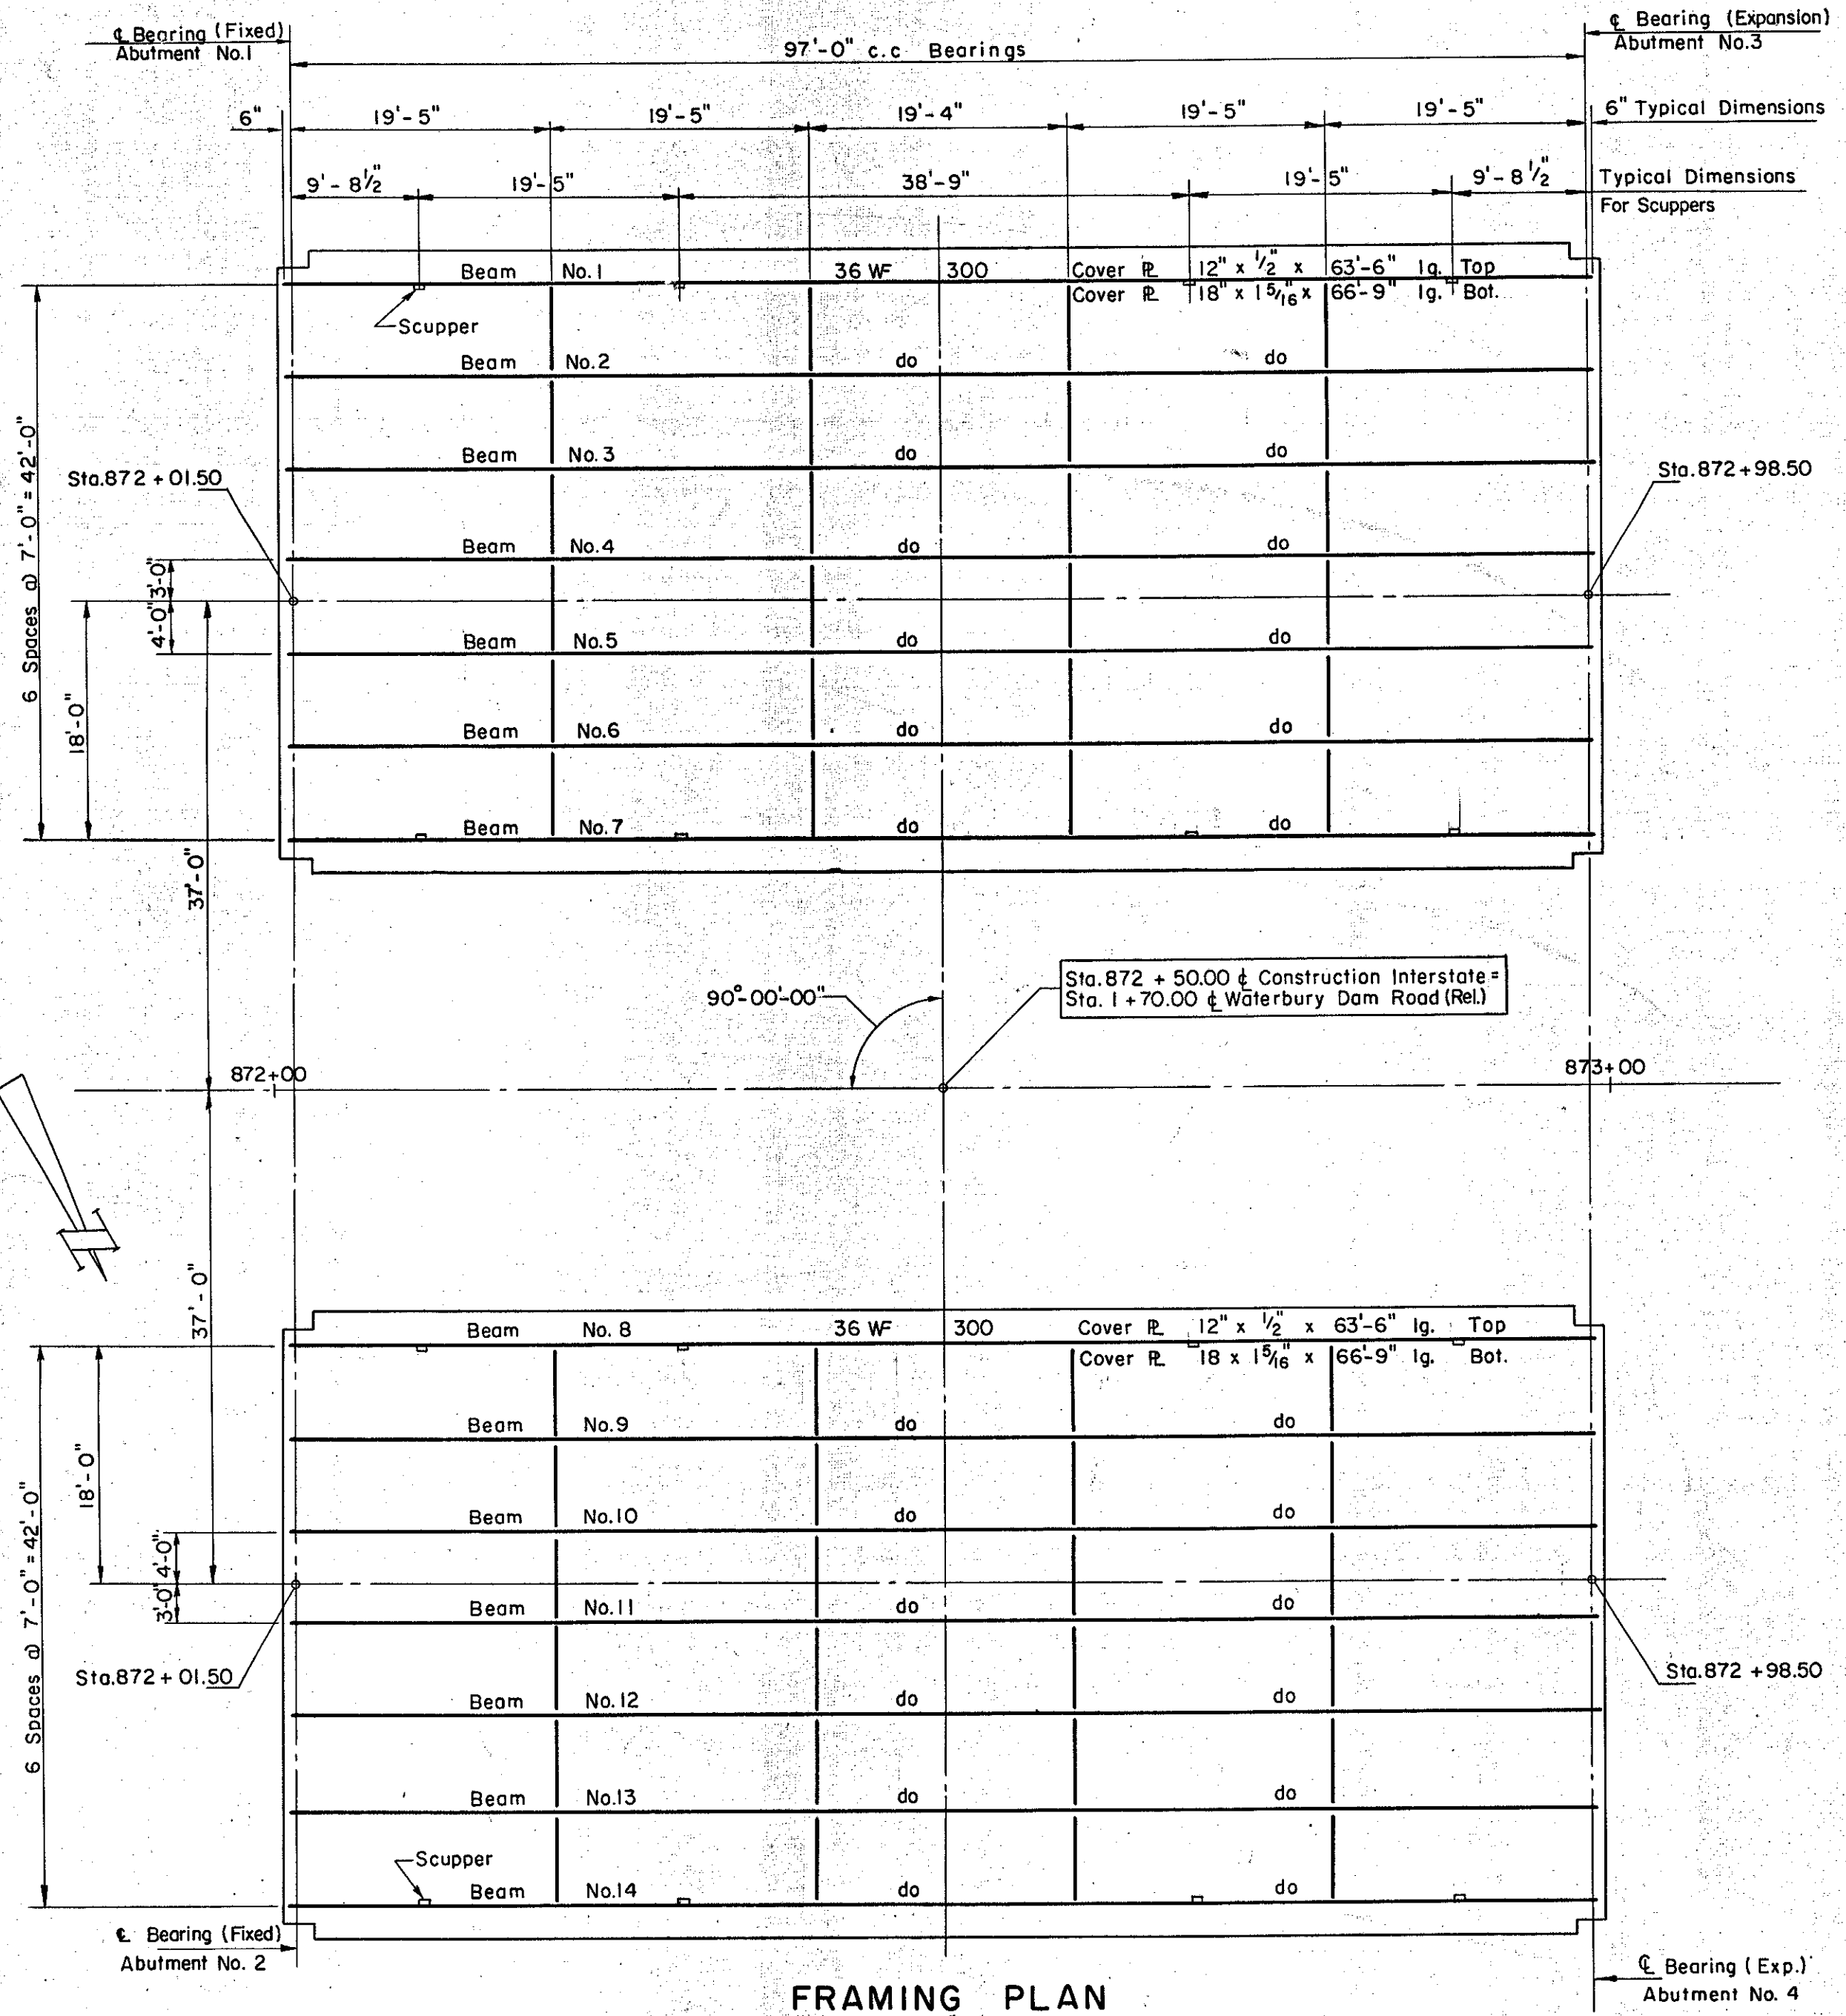 ℄ Bearing (Fixed)
Abutment No.1
℄ Bearing (Expansion)
Abutment No.3
97'-0" c.c Bearings
6"
19'-5"
19'-5"
19'-4"
19'-5"
19'-5"
6" Typical Dimensions
9'-8½"
19'-5"
38'-9"
19'-5"
9'-8½"
Typical Dimensions
For Scuppers
Beam No.1 36 WF 300 Cover ℙL 12" x ½" x 63'-6" lg. Top
Cover ℙL 18" x 1 5/16" x 66'-9" lg. Bot.
Scupper
Beam No.2 do do
Beam No.3 do do
Sta.872 + 01.50
Sta.872 + 98.50
Beam No.4 do do
6 Spaces @ 7'-0" = 42'-0"
3'-0"
4'-0"
18'-0"
Beam No.5 do do
Beam No.6 do do
Beam No.7 do do
37'-0"
90°-00'-00"
Sta.872 + 50.00 ℄ Construction Interstate =
Sta. 1 + 70.00 ℄ Waterbury Dam Road (Rel.)
872+00
873+00
37'-0"
Beam No. 8 36 WF 300 Cover ℙL 12" x ½ x 63'-6" lg. Top
Cover ℙL 18 x 1 5/16" x 66'-9" lg. Bot.
Beam No.9 do do
18'-0"
Beam No.10 do do
6 Spaces @ 7'-0" = 42'-0"
4'-0"
3'-0"
Beam No.11 do do
Sta.872 + 01.50
Sta.872 + 98.50
Beam No.12 do do
Beam No.13 do do
Scupper
Beam No.14 do do
℄ Bearing (Fixed)
Abutment No. 2
℄ Bearing (Exp.)
Abutment No. 4
FRAMING PLAN